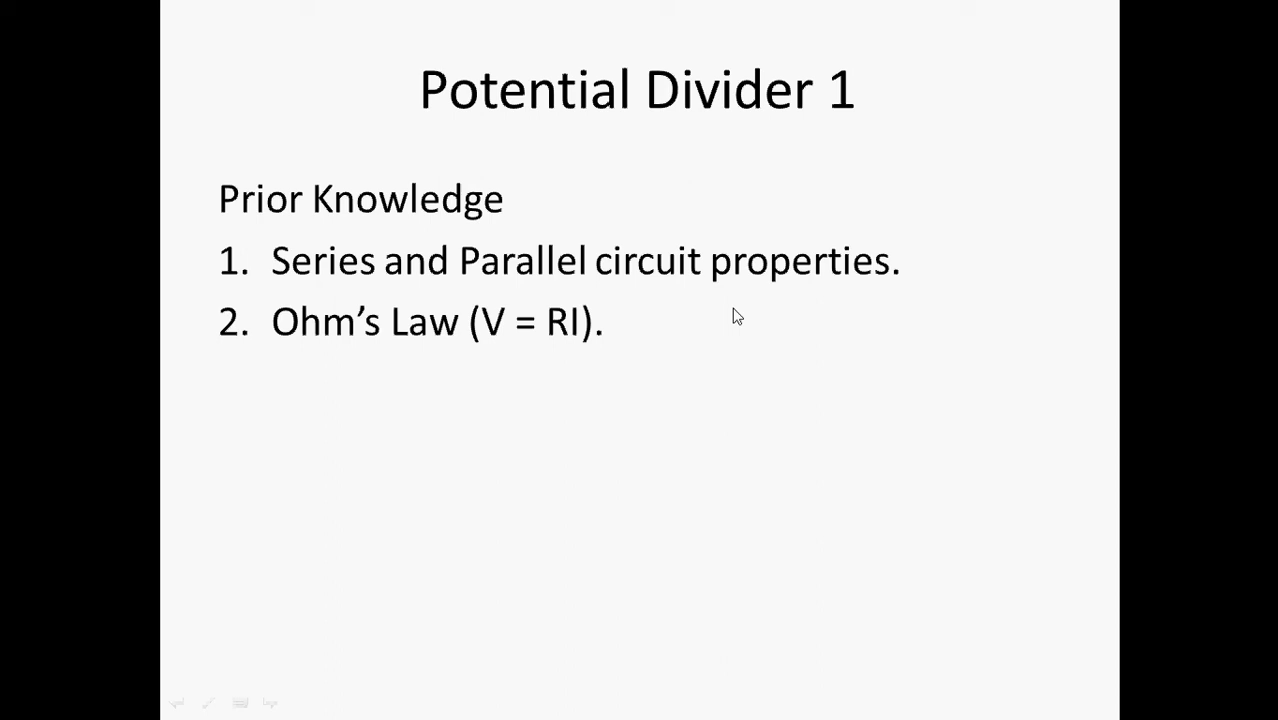 Potential Divider 1
Prior Knowledge
1. Series and Parallel circuit properties.
2. Ohm’s Law (V = RI).